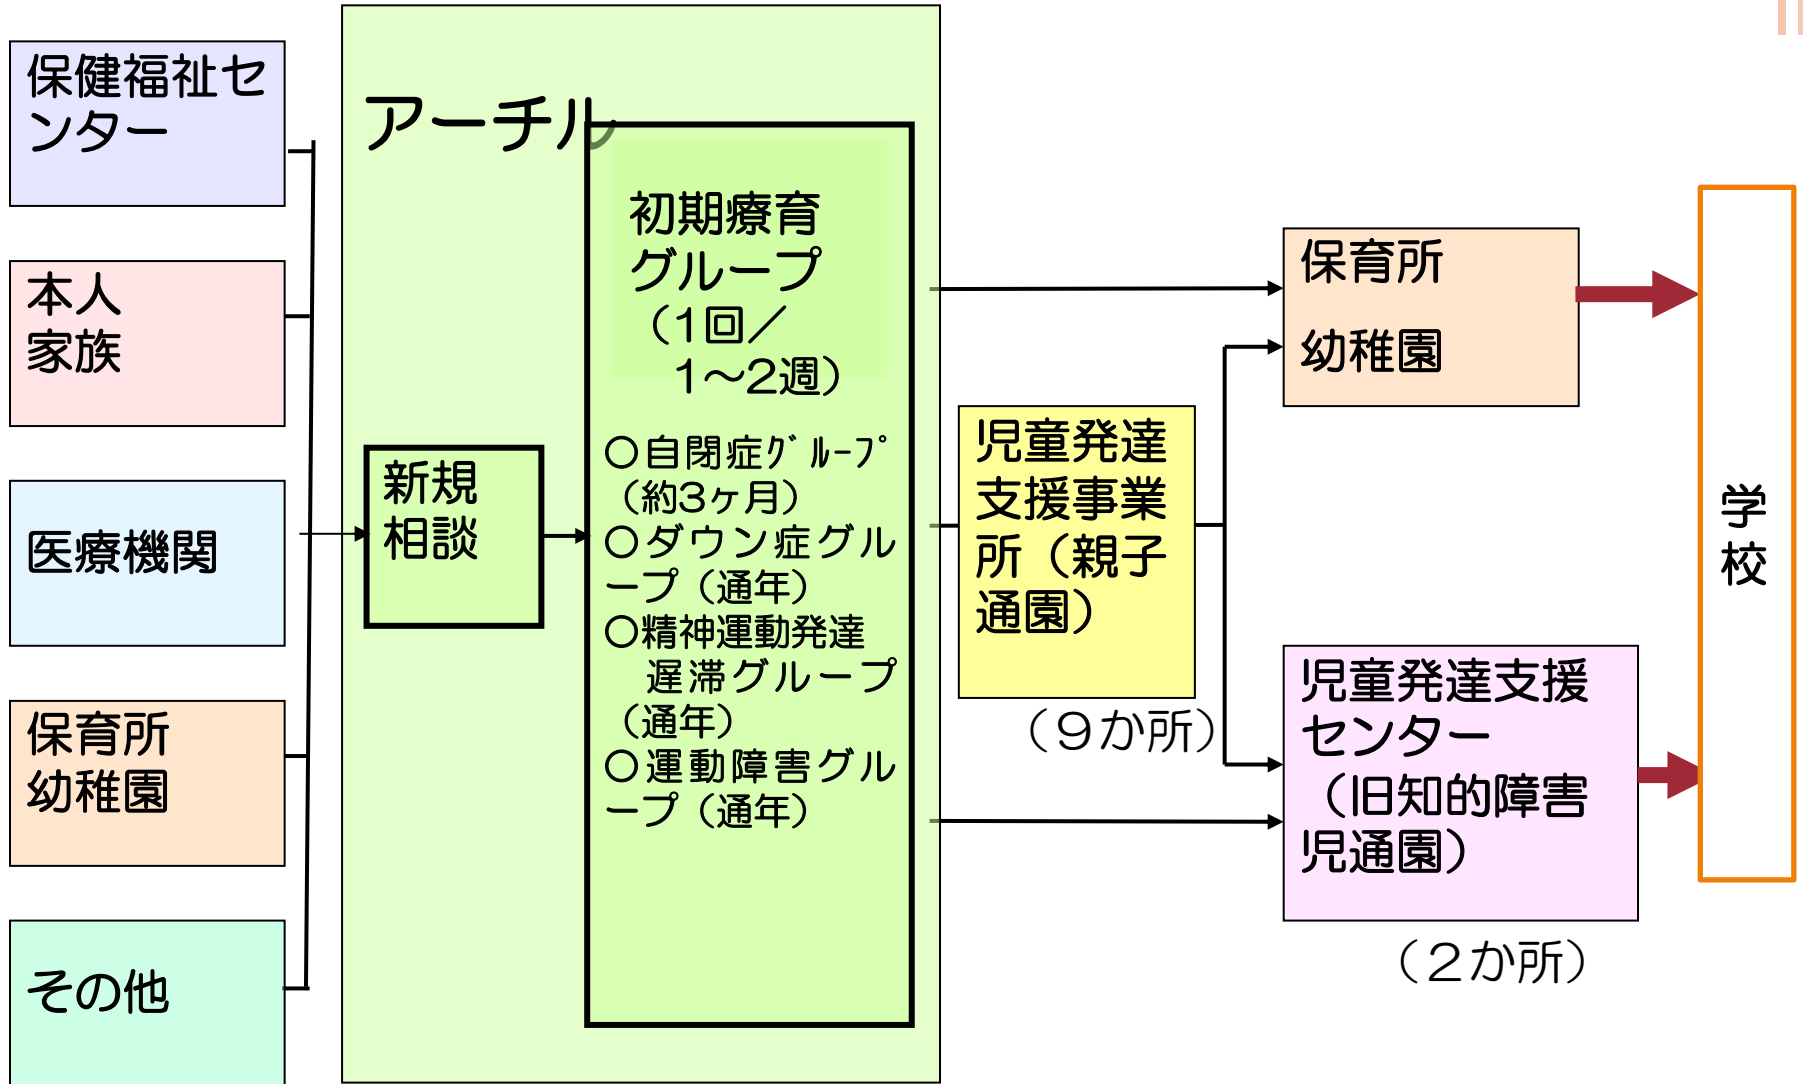 保健福祉セ
ンター
本人
家族
医療機関
保育所
幼稚園
その他
アーチル
新規
相談
初期療育
グループ
（1回／
1～2週）
○自閉症ｸﾞﾙｰﾌﾟ
（約3ヶ月）
○ダウン症グル
ープ（通年）
○精神運動発達
遅滞グループ
（通年）
○運動障害グル
ープ（通年）
児童発達
支援事業
所（親子
通園）
（9か所）
保育所
幼稚園
児童発達支援
センター
（旧知的障害
児通園）
（2か所）
学
校